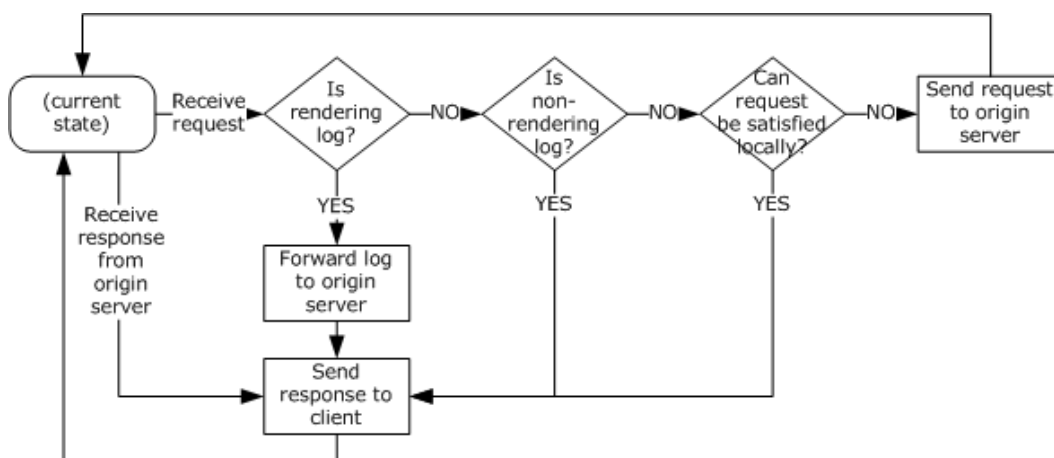 (current
state)
Receive
request
Is
rendering
log?
NO
Is
non-
rendering
log?
NO
Can
request
be satisfied
locally?
NO
Send request
to origin
server
YES
YES
YES
Receive
response
from
origin
server
Forward log
to origin
server
Send
response to
client